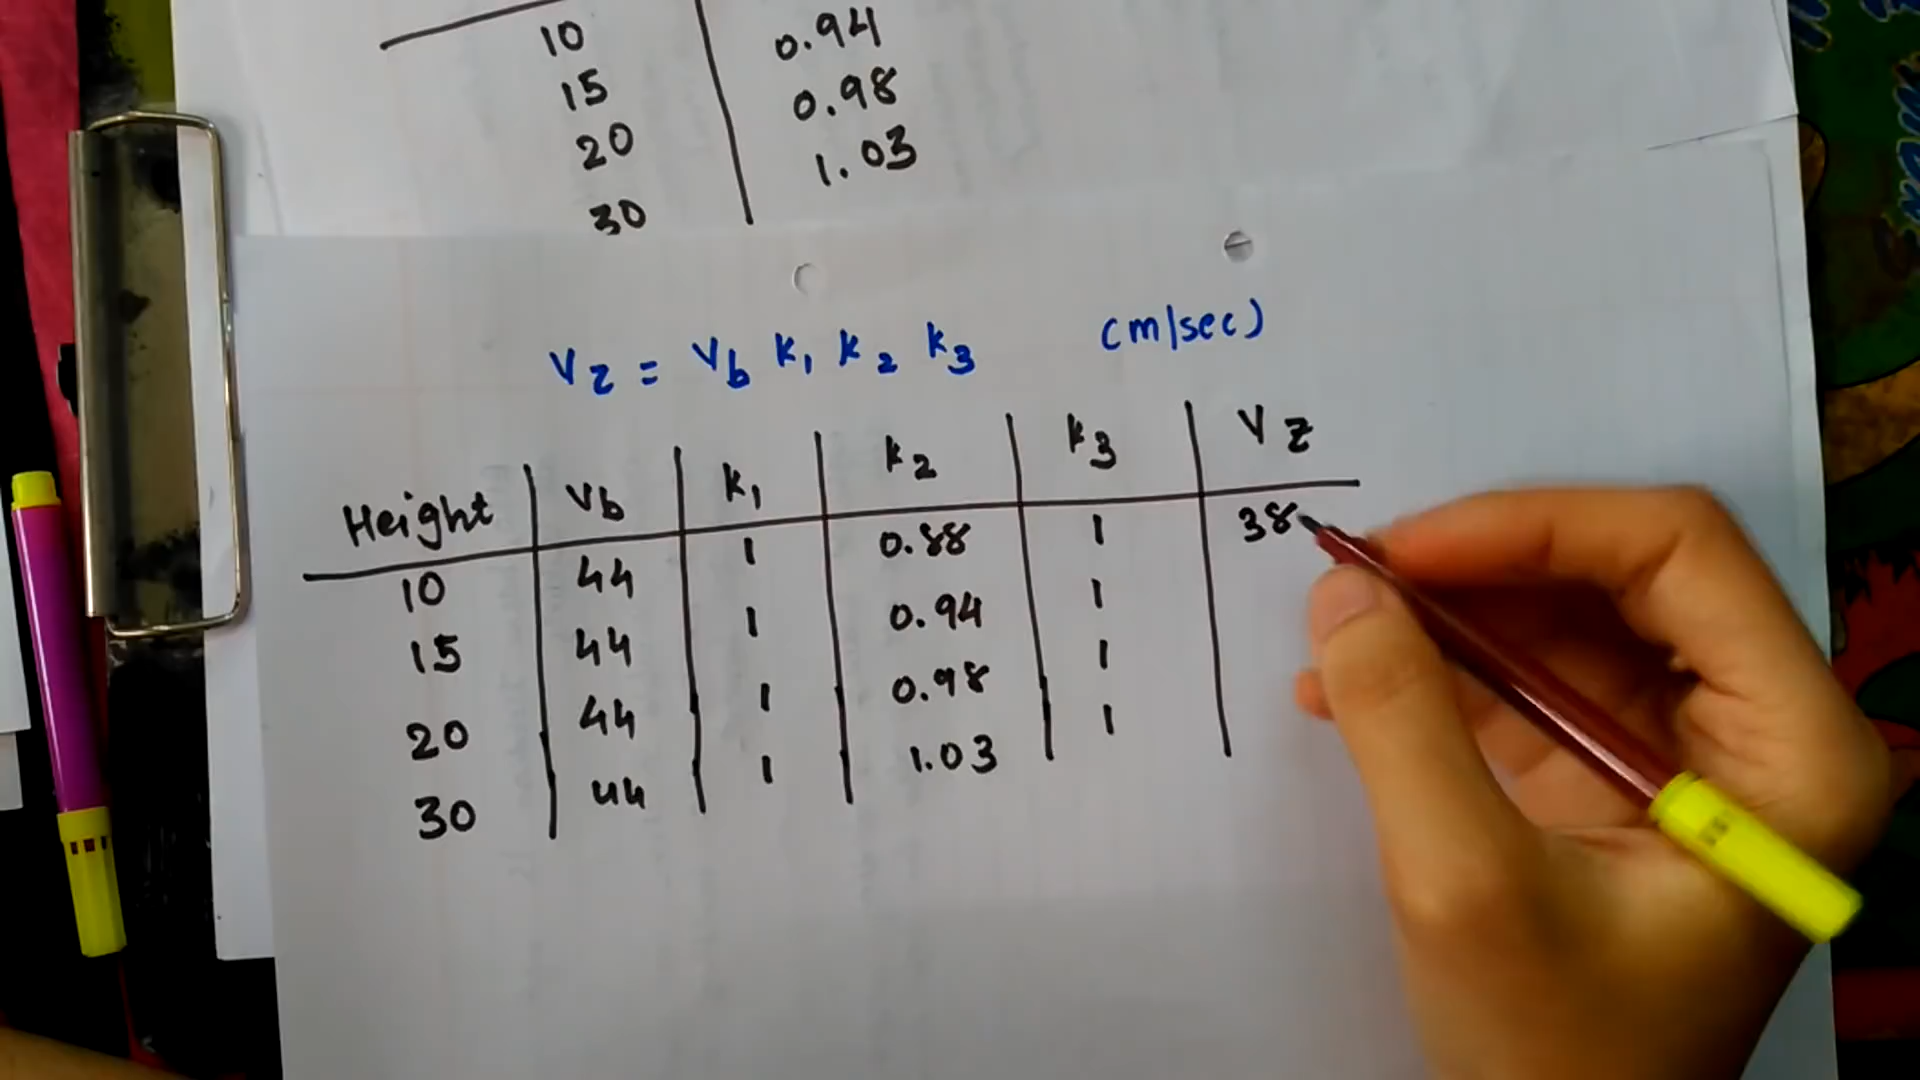 10 0.94
15 0.98
20 1.03
30
Vz = Vb K1 K2 K3 (m/sec)
Height Vb K1 K2 K3 Vz
10 44 1 0.88 1 38
15 44 1 0.94 1
20 44 1 0.98 1
30 44 1 1.03 1